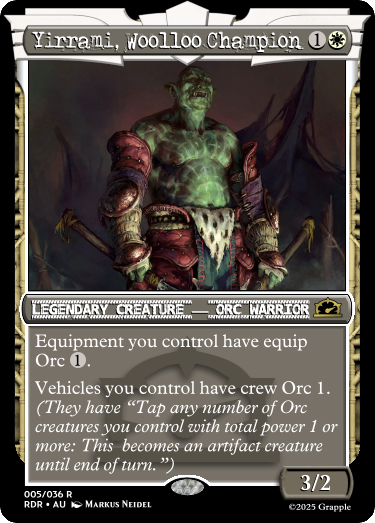 Yirrami, Woolloo Champion 1
Legendary Creature — Orc Warrior
Equipment you control have equip
Orc 1.
Vehicles you control have crew Orc 1.
(They have “Tap any number of Orc
creatures you control with total power 1 or
more: This becomes an artifact creature
until end of turn.”)
3/2
005/036 R
RDR • AU Markus Neidel
©2025 Grapple